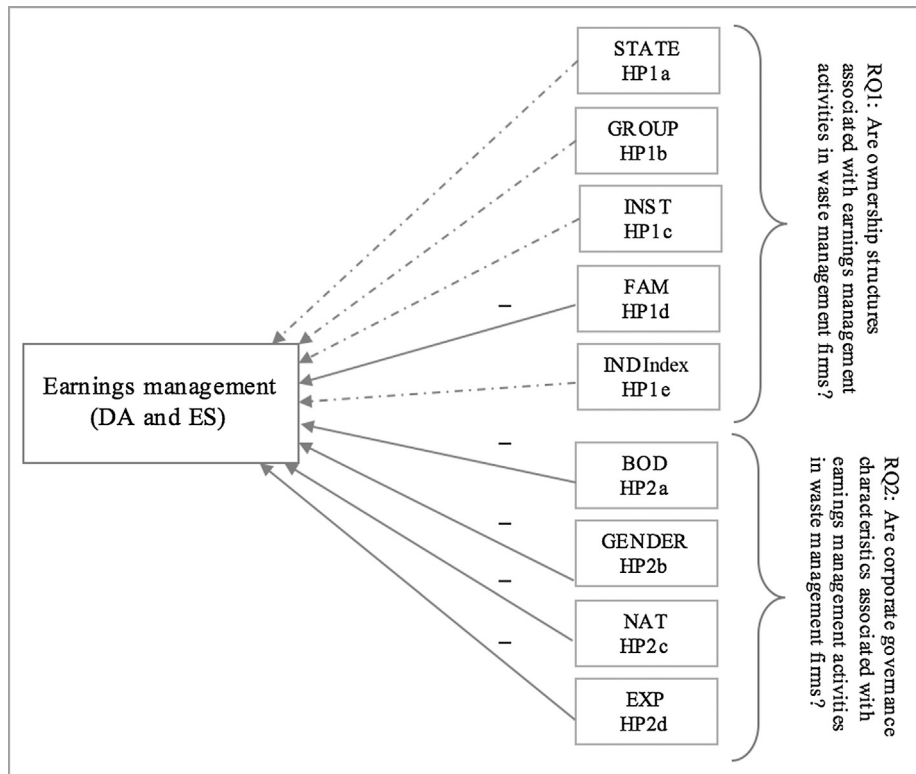 STATE
HP1a
GROUP
HP1b
INST
HP1c
–
FAM
HP1d
INDIndex
HP1e
Earnings management
(DA and ES)
–
BOD
HP2a
–
GENDER
HP2b
–
NAT
HP2c
–
EXP
HP2d
RQ1: Are ownership structures
associated with earnings management
activities in waste management firms?
RQ2: Are corporate governance
characteristics associated with
earnings management activities
in waste management firms?